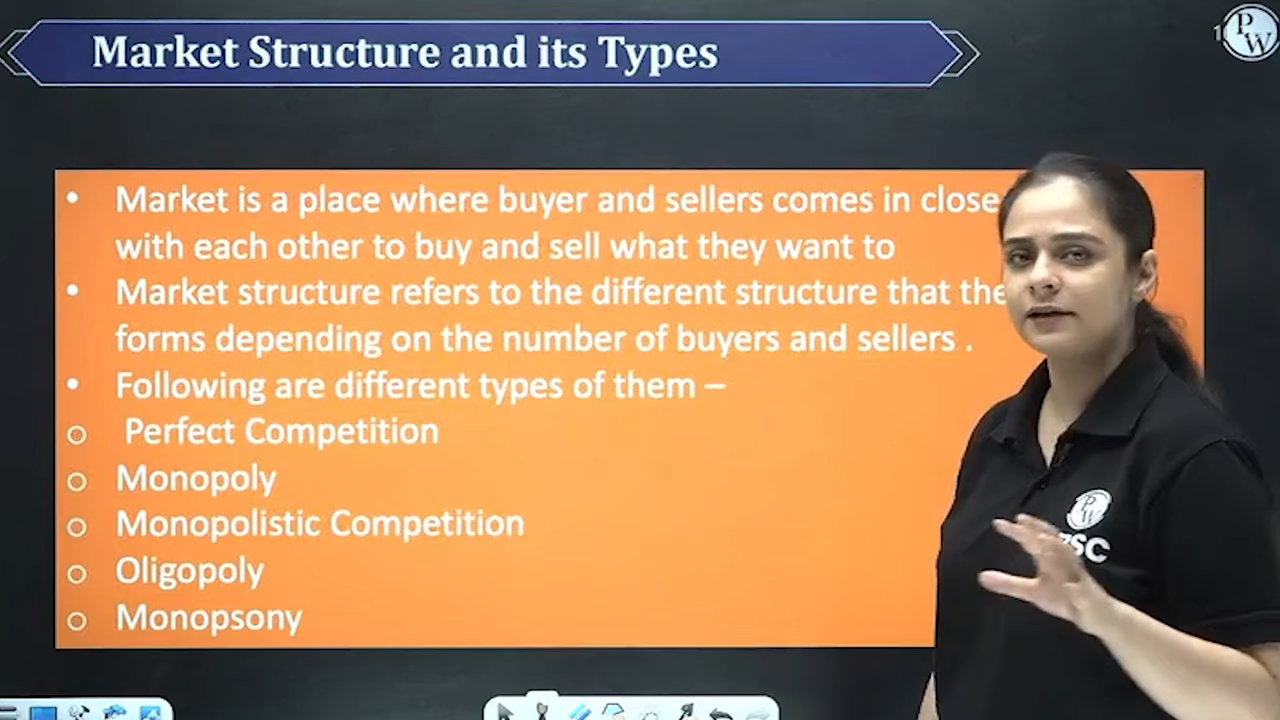 Market Structure and its Types
P
W
• Market is a place where buyer and sellers comes in close
with each other to buy and sell what they want to
• Market structure refers to the different structure that the
forms depending on the number of buyers and sellers .
• Following are different types of them –
o Perfect Competition
o Monopoly
o Monopolistic Competition
o Oligopoly
o Monopsony
P
W
PSC